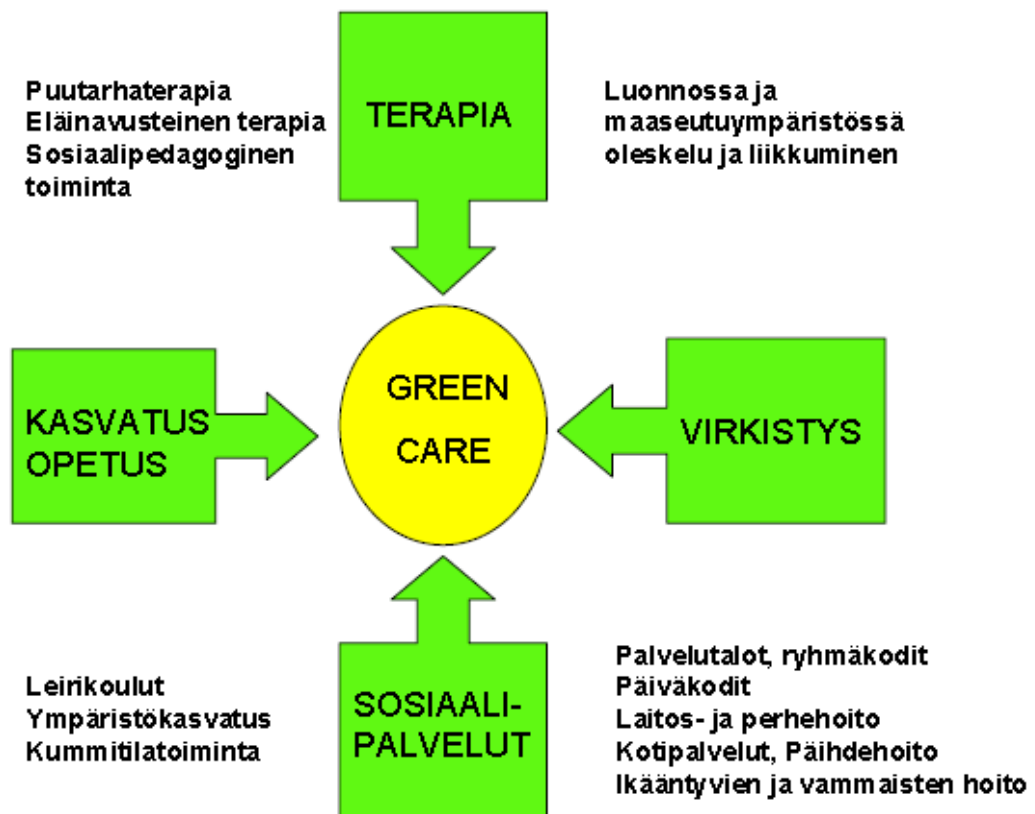 Puutarhaterapia
Eläinavusteinen terapia
Sosiaalipedagoginen
toiminta
TERAPIA
Luonnossa ja
maaseutuympäristössä
oleskelu ja liikkuminen
KASVATUS
OPETUS
GREEN
CARE
VIRKISTYS
Leirikoulut
Ympäristökasvatus
Kummitilatoiminta
SOSIAALI-
PALVELUT
Palvelutalot, ryhmäkodit
Päiväkodit
Laitos- ja perhehoito
Kotipalvelut, Päihdehoito
Ikääntyvien ja vammaisten hoito